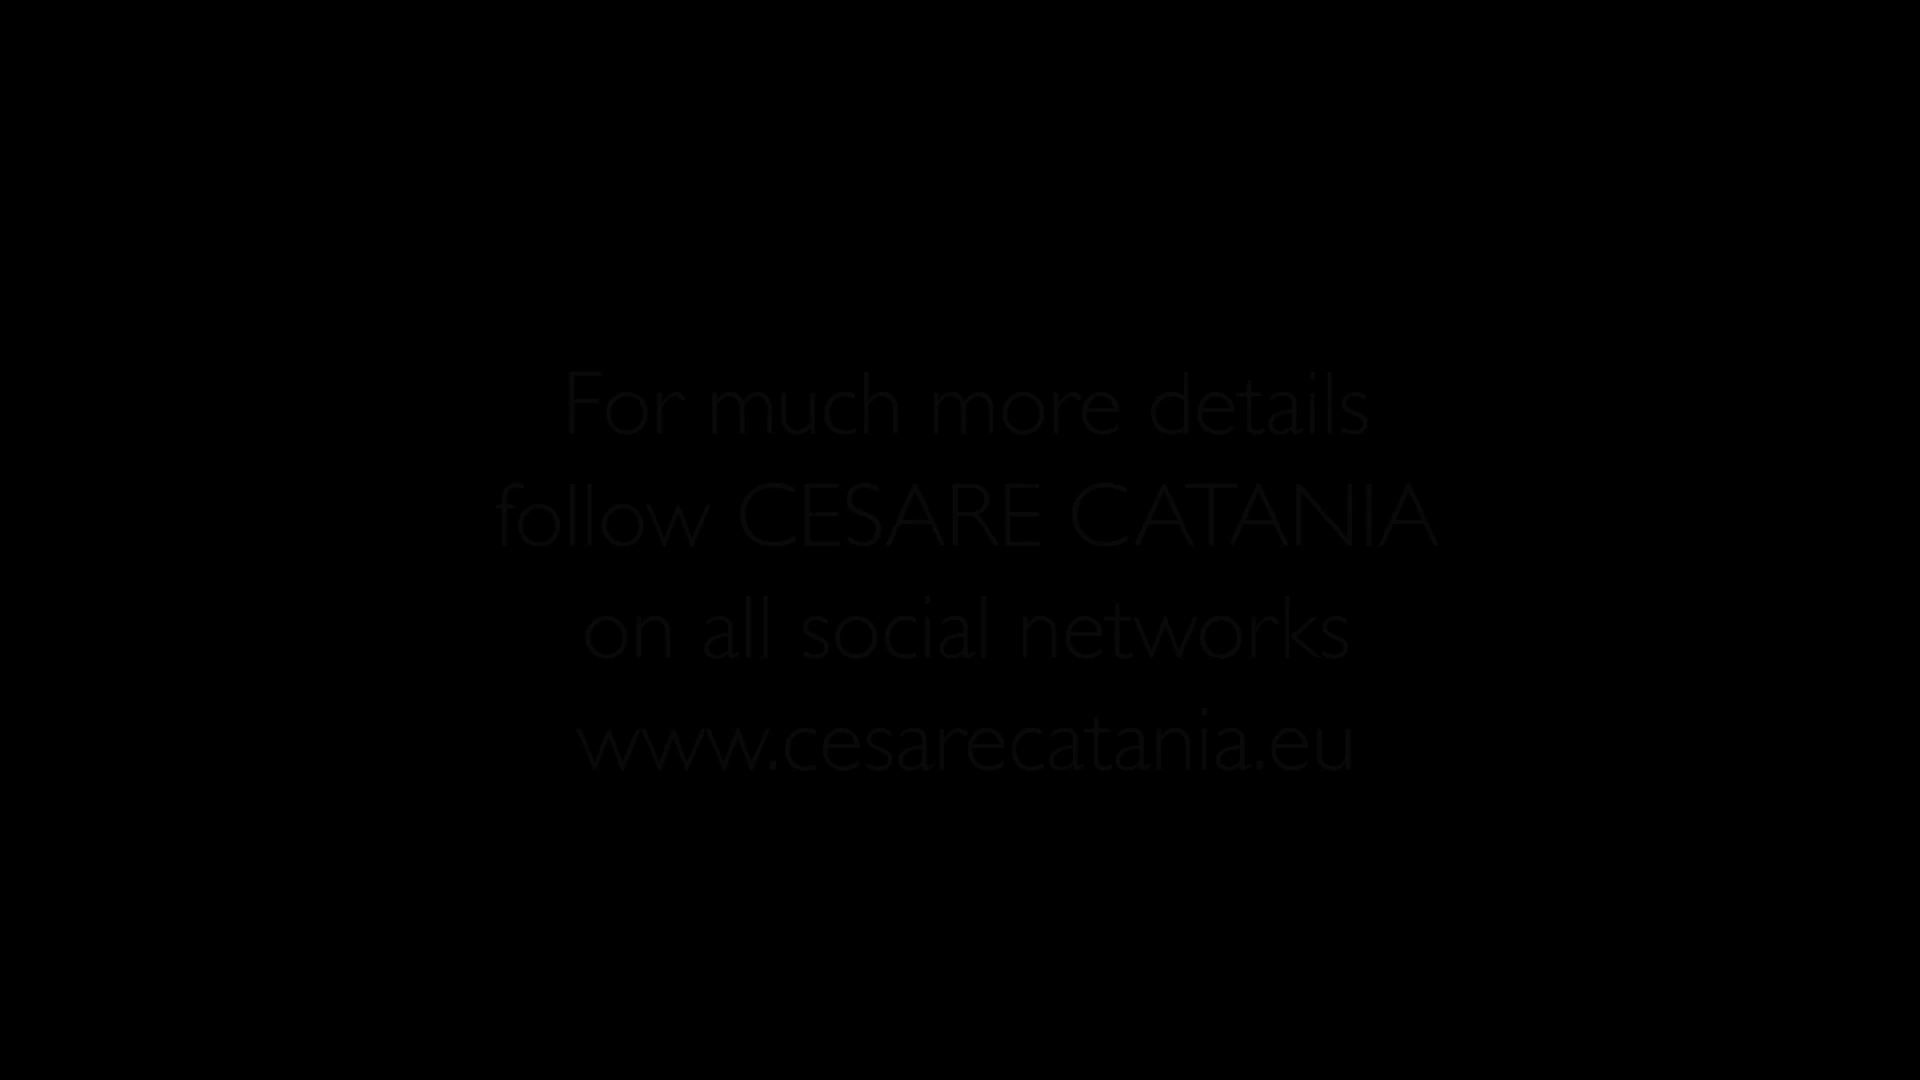 For much more details
follow CESARE CATANIA
on all social networks
www.cesarecatania.eu